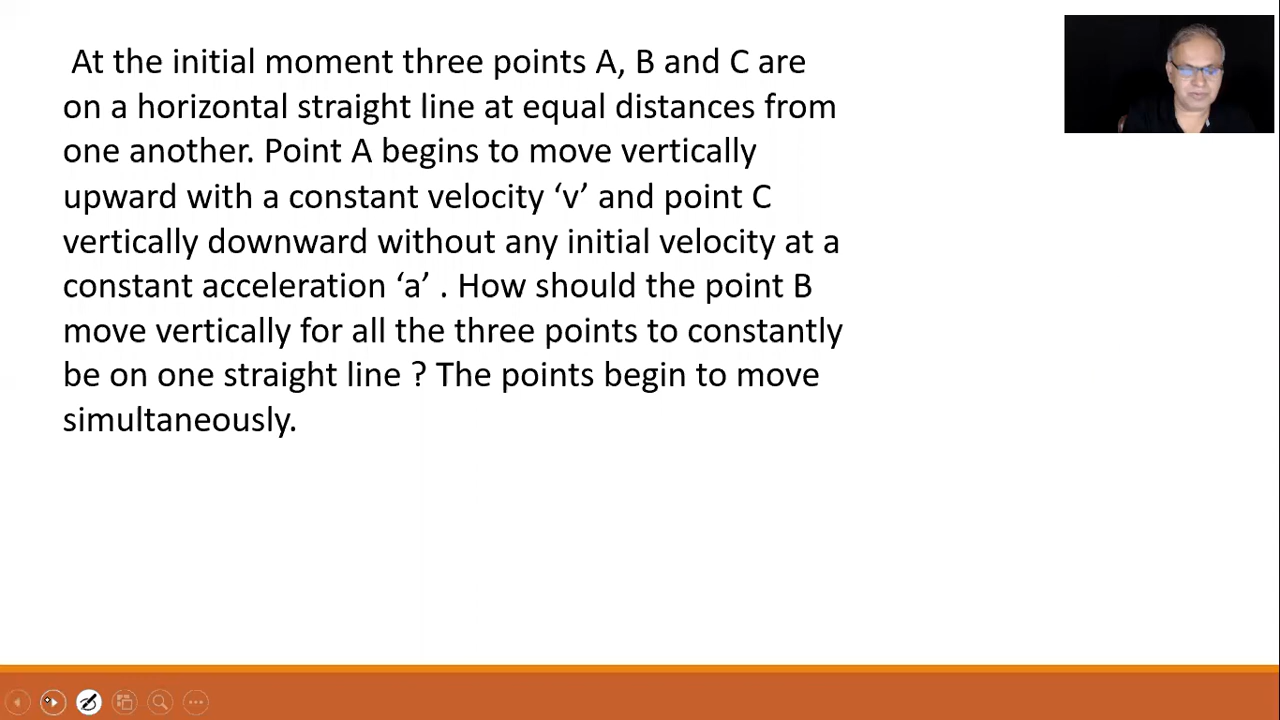 At the initial moment three points A, B and C are
on a horizontal straight line at equal distances from
one another. Point A begins to move vertically
upward with a constant velocity ‘v’ and point C
vertically downward without any initial velocity at a
constant acceleration ‘a’ . How should the point B
move vertically for all the three points to constantly
be on one straight line ? The points begin to move
simultaneously.